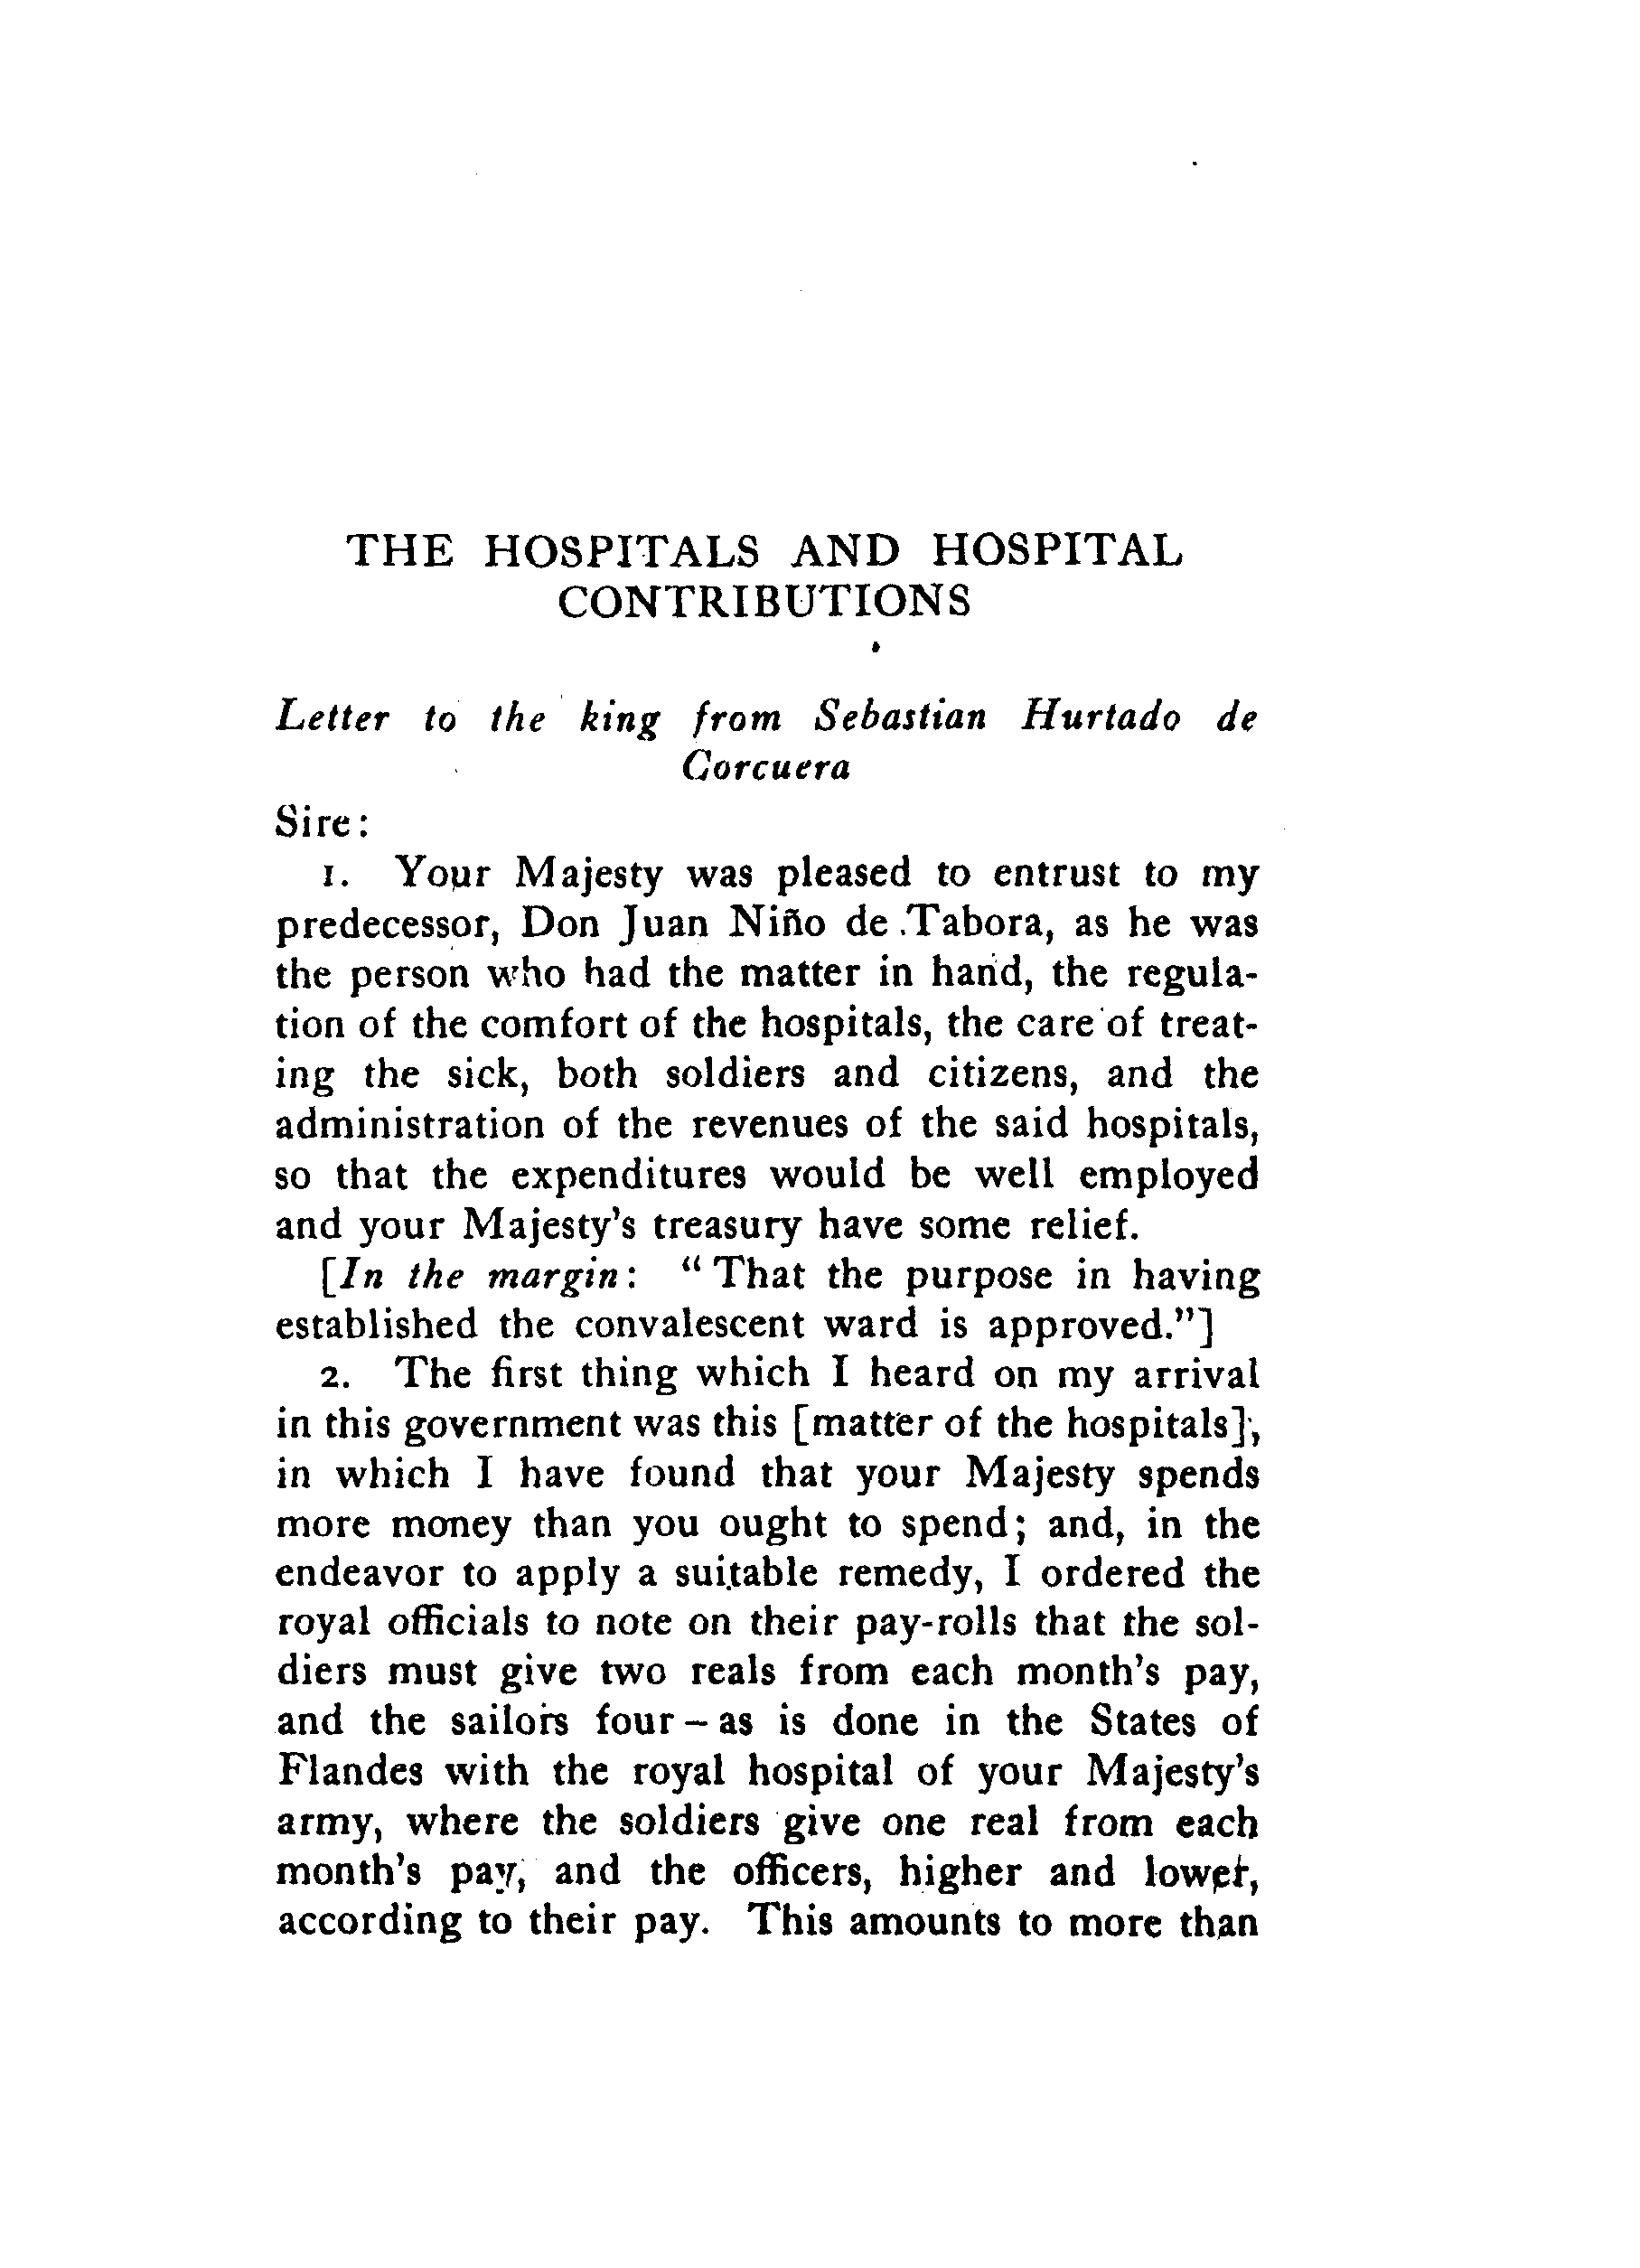 THE HOSPITALS AND HOSPITAL
CONTRIBUTIONS
Letter to the king from Sebastian Hurtado de
Corcuera
Sire:
1. Your Majesty was pleased to entrust to my
predecessor, Don Juan Niño de Tabora, as he was
the person who had the matter in hand, the regula-
tion of the comfort of the hospitals, the care of treat-
ing the sick, both soldiers and citizens, and the
administration of the revenues of the said hospitals,
so that the expenditures would be well employed
and your Majesty's treasury have some relief.
[In the margin: "That the purpose in having
established the convalescent ward is approved."]
2. The first thing which I heard on my arrival
in this government was this [matter of the hospitals],
in which I have found that your Majesty spends
more money than you ought to spend; and, in the
endeavor to apply a suitable remedy, I ordered the
royal officials to note on their pay-rolls that the sol-
diers must give two reals from each month's pay,
and the sailors four – as is done in the States of
Flandes with the royal hospital of your Majesty's
army, where the soldiers give one real from each
month's pay, and the officers, higher and lower,
according to their pay. This amounts to more than